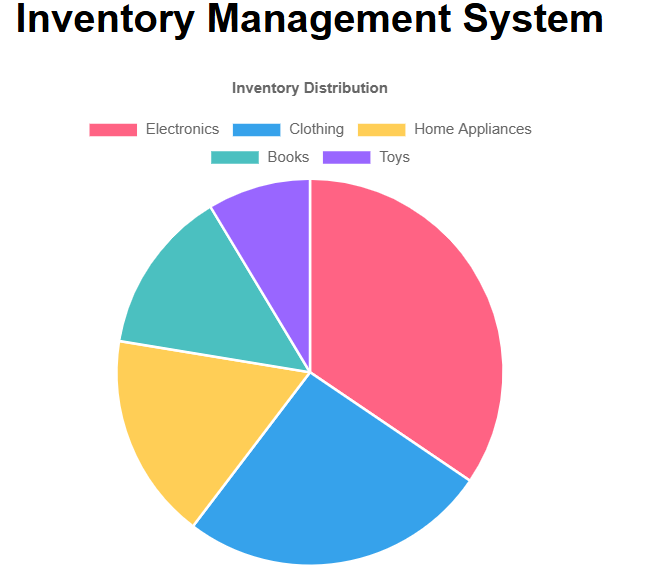 Inventory Management System
Inventory Distribution
Electronics Clothing Home Appliances
Books Toys